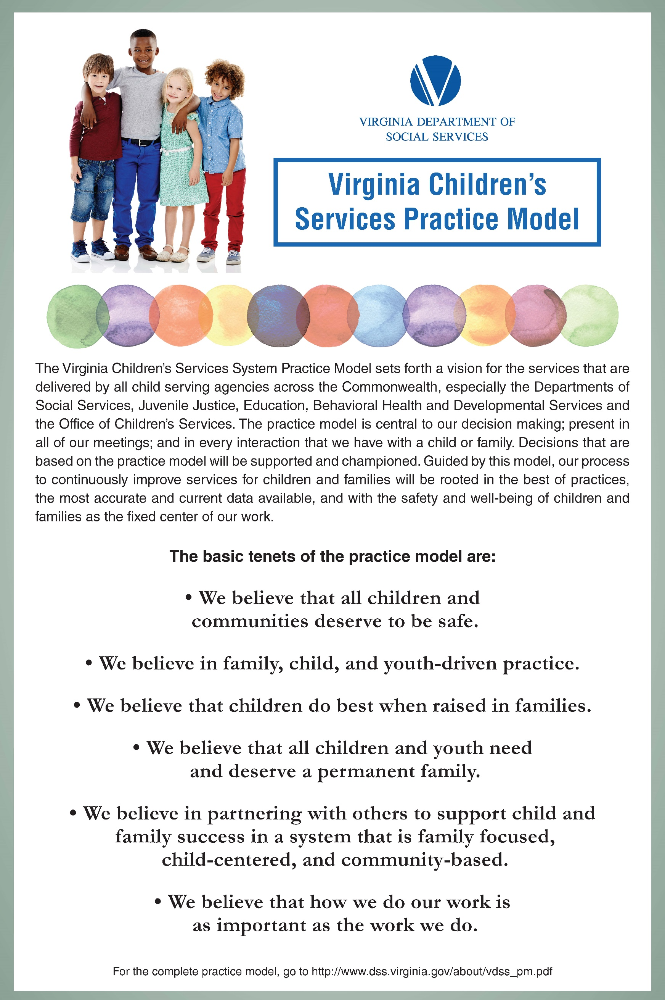 VIRGINIA DEPARTMENT OF
SOCIAL SERVICES
Virginia Children’s
Services Practice Model
The Virginia Children’s Services System Practice Model sets forth a vision for the services that are
delivered by all child serving agencies across the Commonwealth, especially the Departments of
Social Services, Juvenile Justice, Education, Behavioral Health and Developmental Services and
the Office of Children’s Services. The practice model is central to our decision making; present in
all of our meetings; and in every interaction that we have with a child or family. Decisions that are
based on the practice model will be supported and championed. Guided by this model, our process
to continuously improve services for children and families will be rooted in the best of practices,
the most accurate and current data available, and with the safety and well-being of children and
families as the fixed center of our work.
The basic tenets of the practice model are:
• We believe that all children and
communities deserve to be safe.
• We believe in family, child, and youth-driven practice.
• We believe that children do best when raised in families.
• We believe that all children and youth need
and deserve a permanent family.
• We believe in partnering with others to support child and
family success in a system that is family focused,
child-centered, and community-based.
• We believe that how we do our work is
as important as the work we do.
For the complete practice model, go to http://www.dss.virginia.gov/about/vdss_pm.pdf